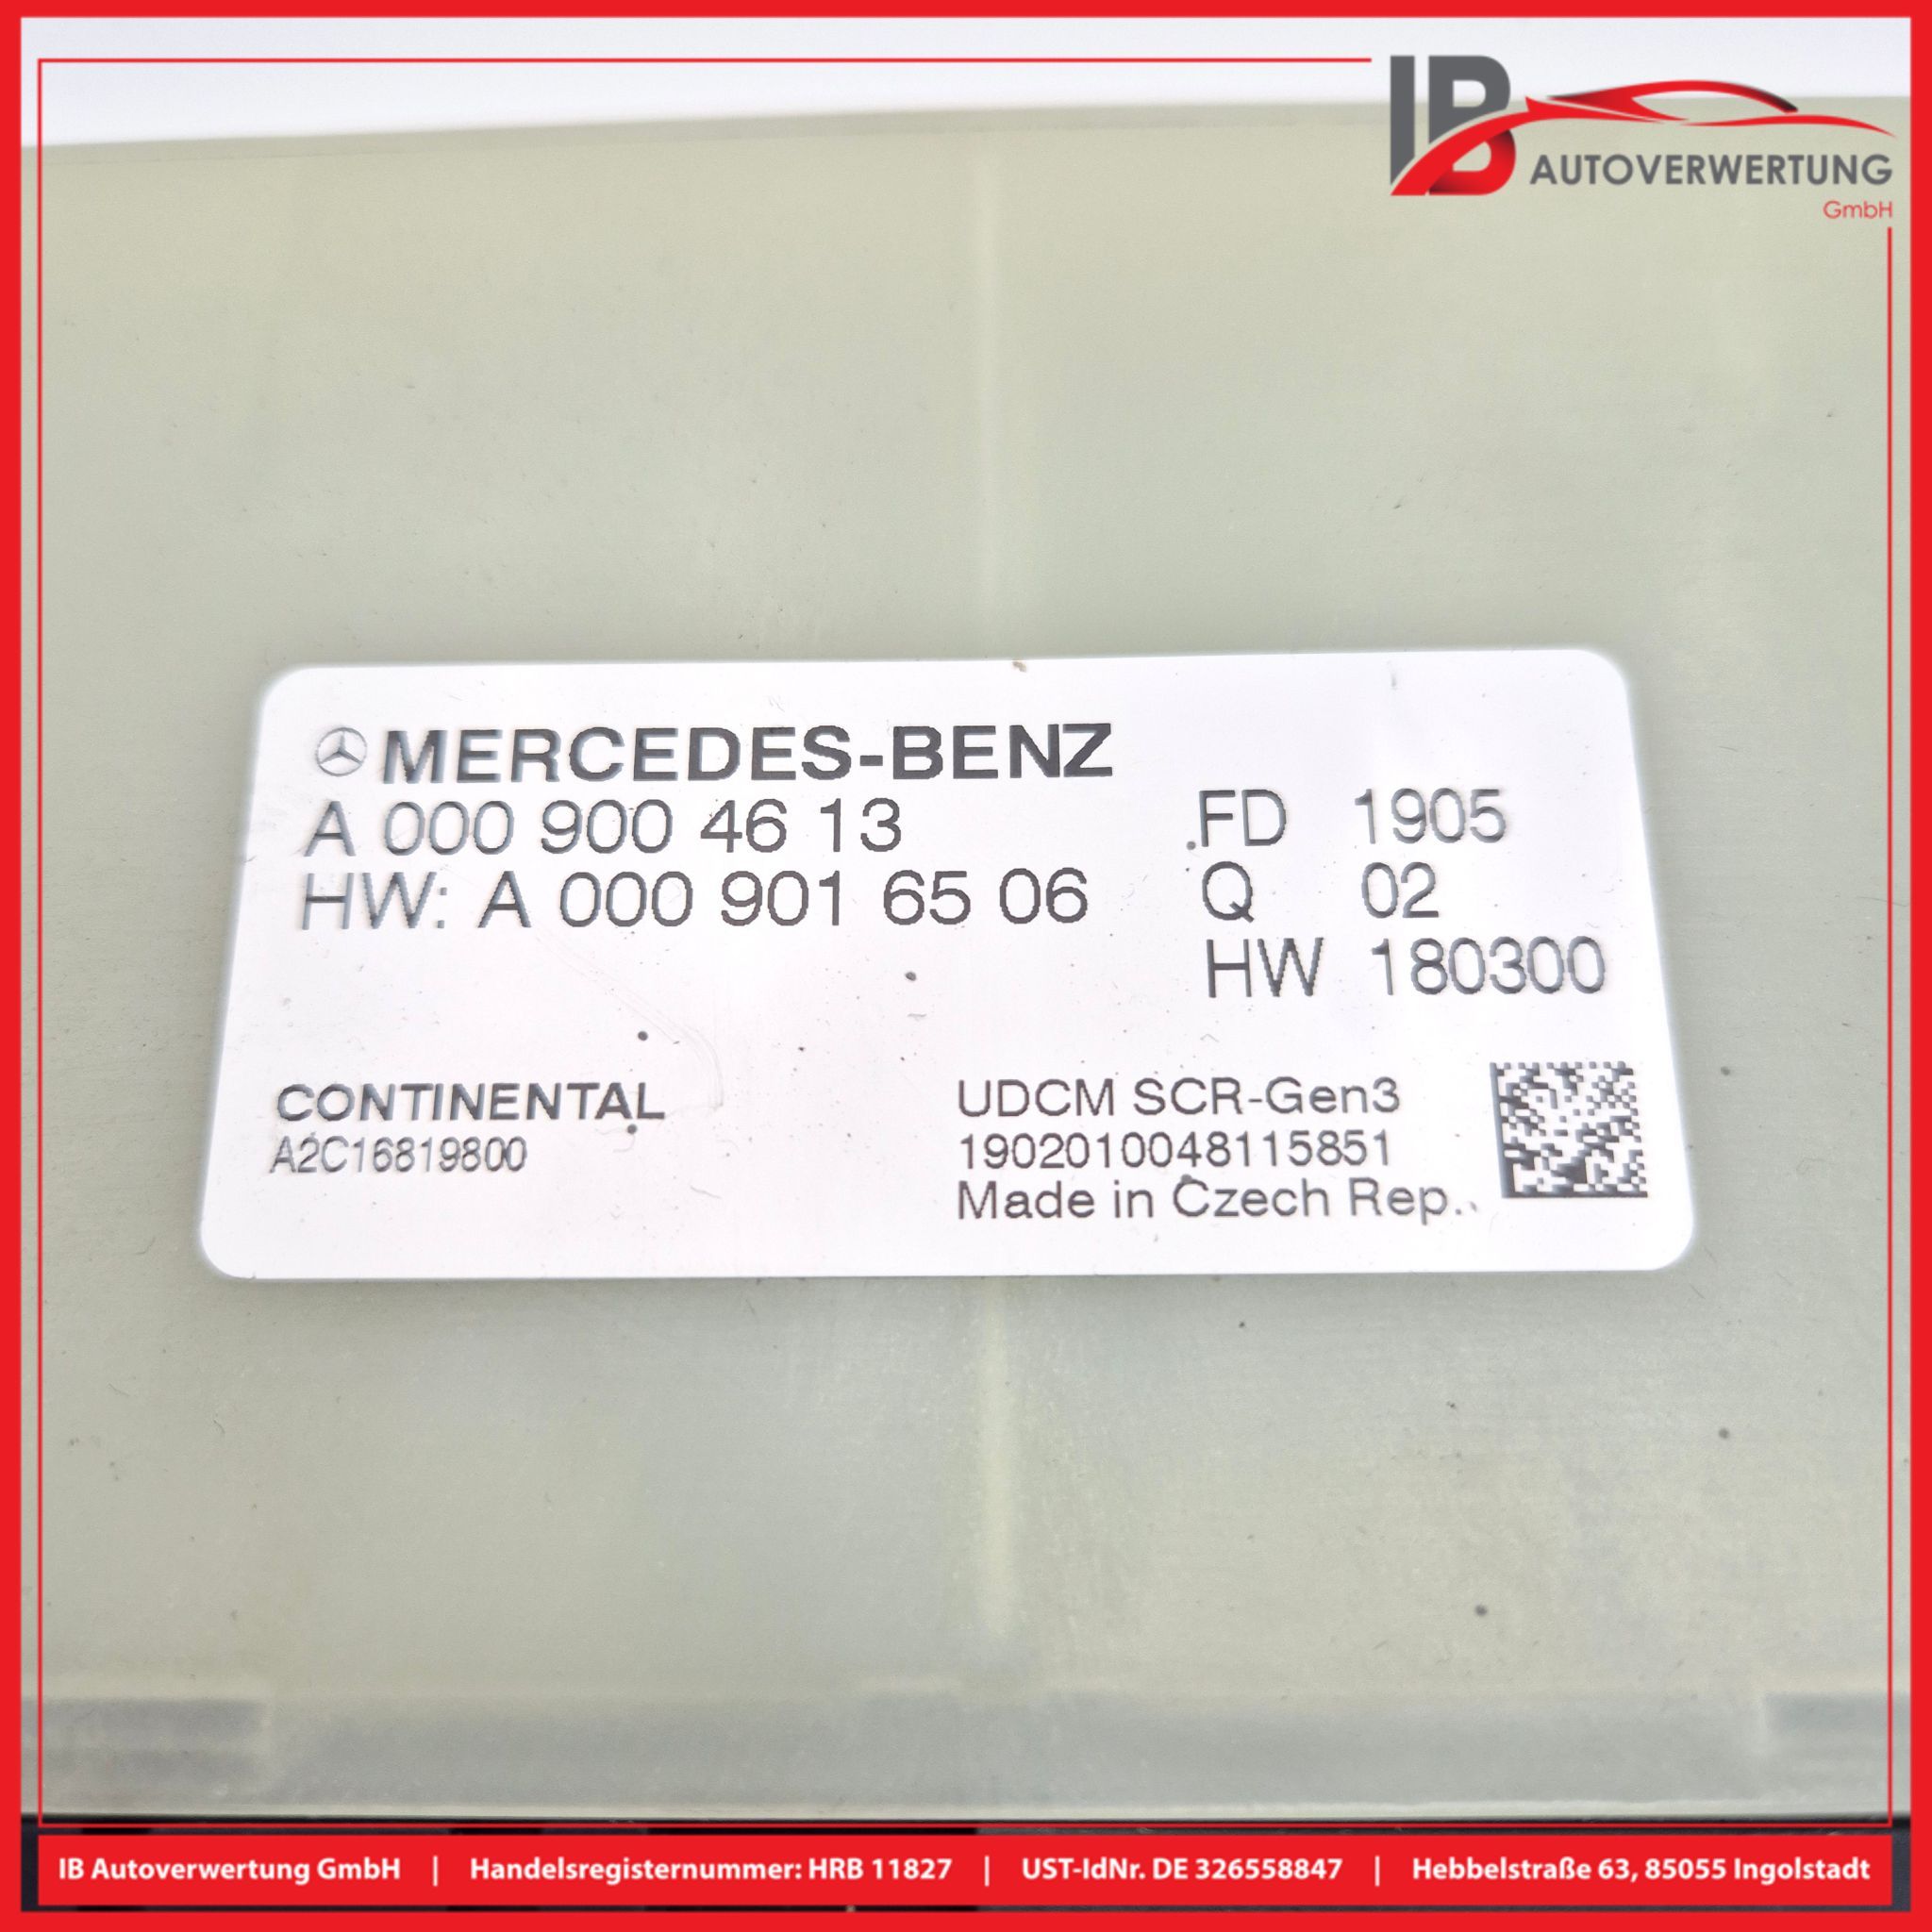 IB AUTOVERWERTUNG
GmbH
MERCEDES-BENZ
A 000 900 46 13
HW: A 000 901 65 06
FD 1905
Q 02
HW 180300
CONTINENTAL
A2C16819800
UDCM SCR-Gen3
1902010048115851
Made in Czech Rep.
IB Autoverwertung GmbH | Handelsregisternummer: HRB 11827 | UST-IdNr. DE 326558847 | Hebbelstraße 63, 85055 Ingolstadt